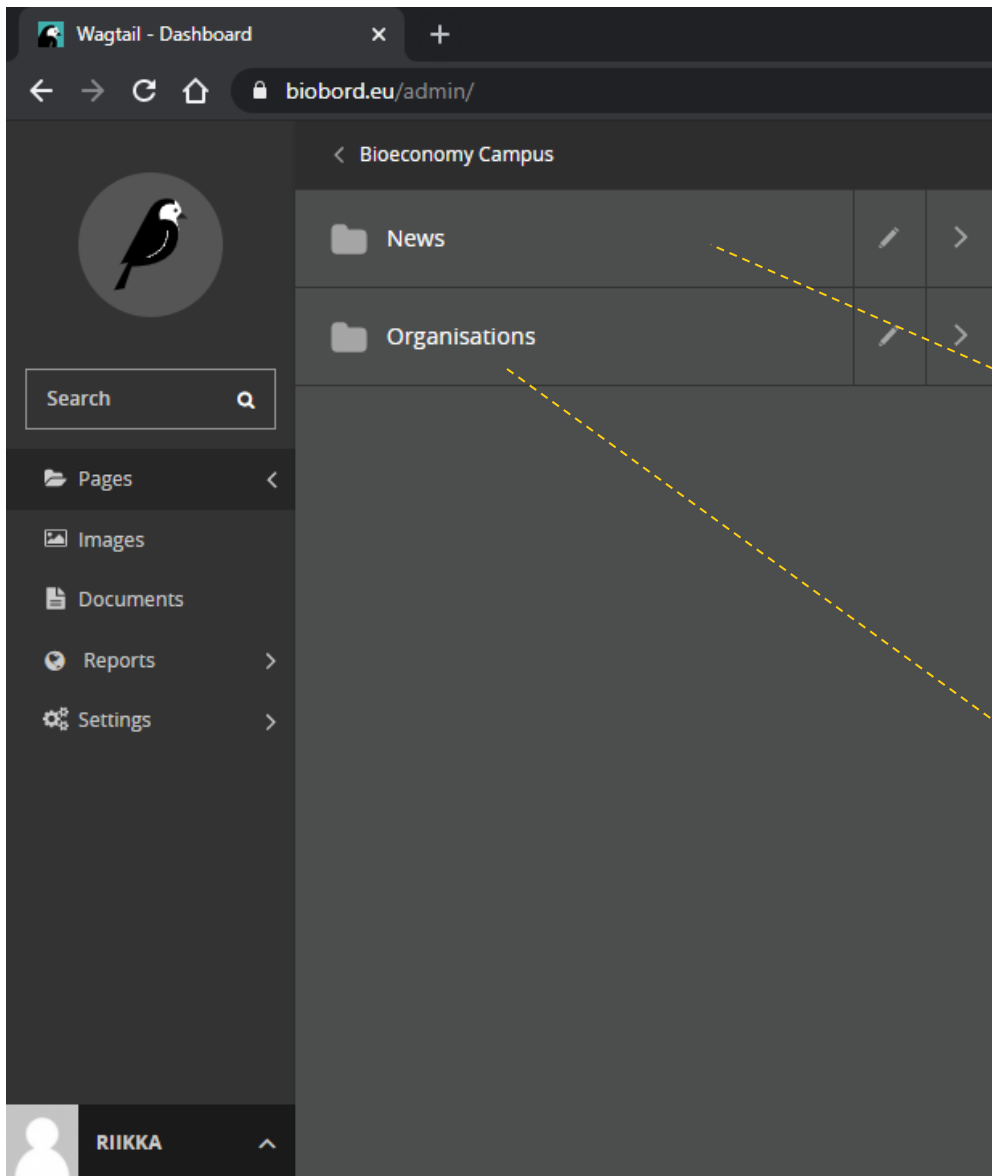 Wagtail - Dashboard
biobord.eu/admin/
Bioeconomy Campus
News
Organisations
Search
Pages
Images
Documents
Reports
Settings
RIIKKA